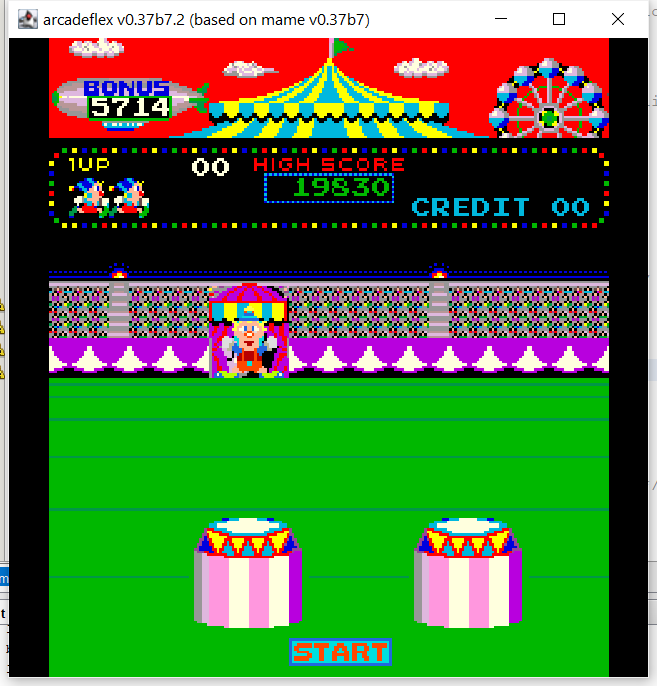 arcadeflex v0.37b7.2 (based on mame v0.37b7)
BONUS
5714
1UP 00 HIGH SCORE
19830
CREDIT 00
START